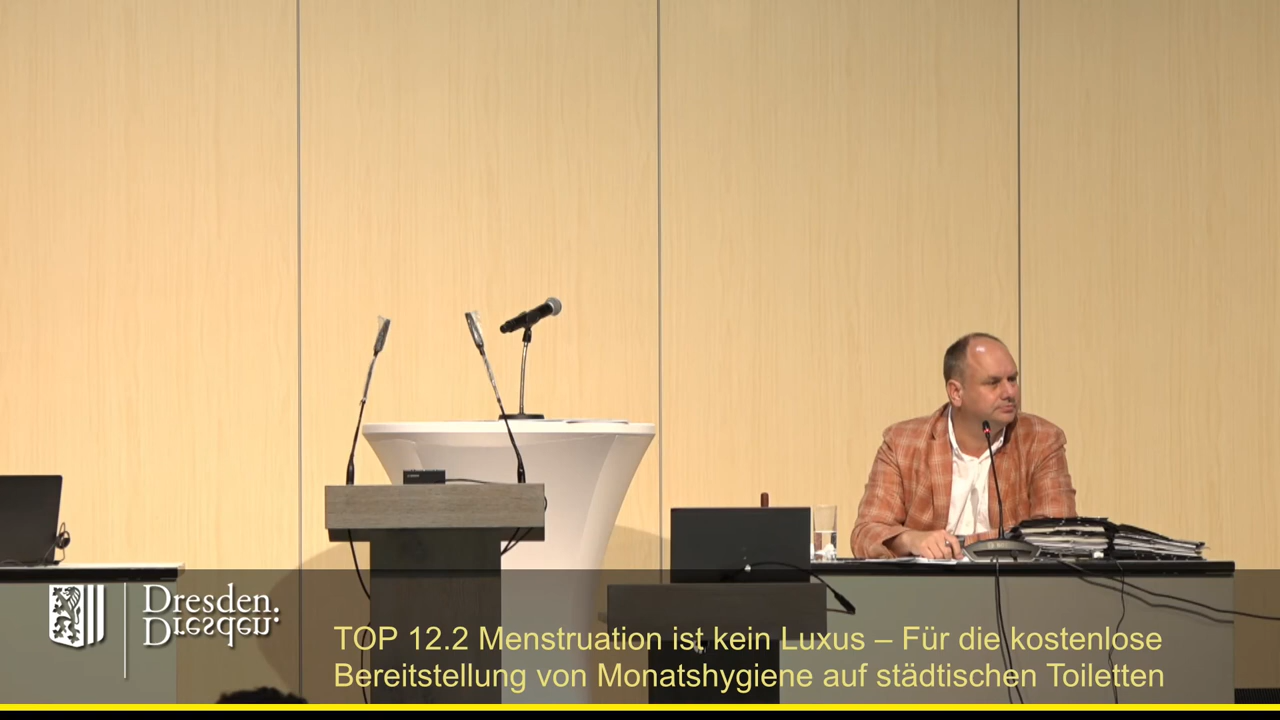 Dresden.
Dresden.
TOP 12.2 Menstruation ist kein Luxus – Für die kostenlose
Bereitstellung von Monatshygiene auf städtischen Toiletten